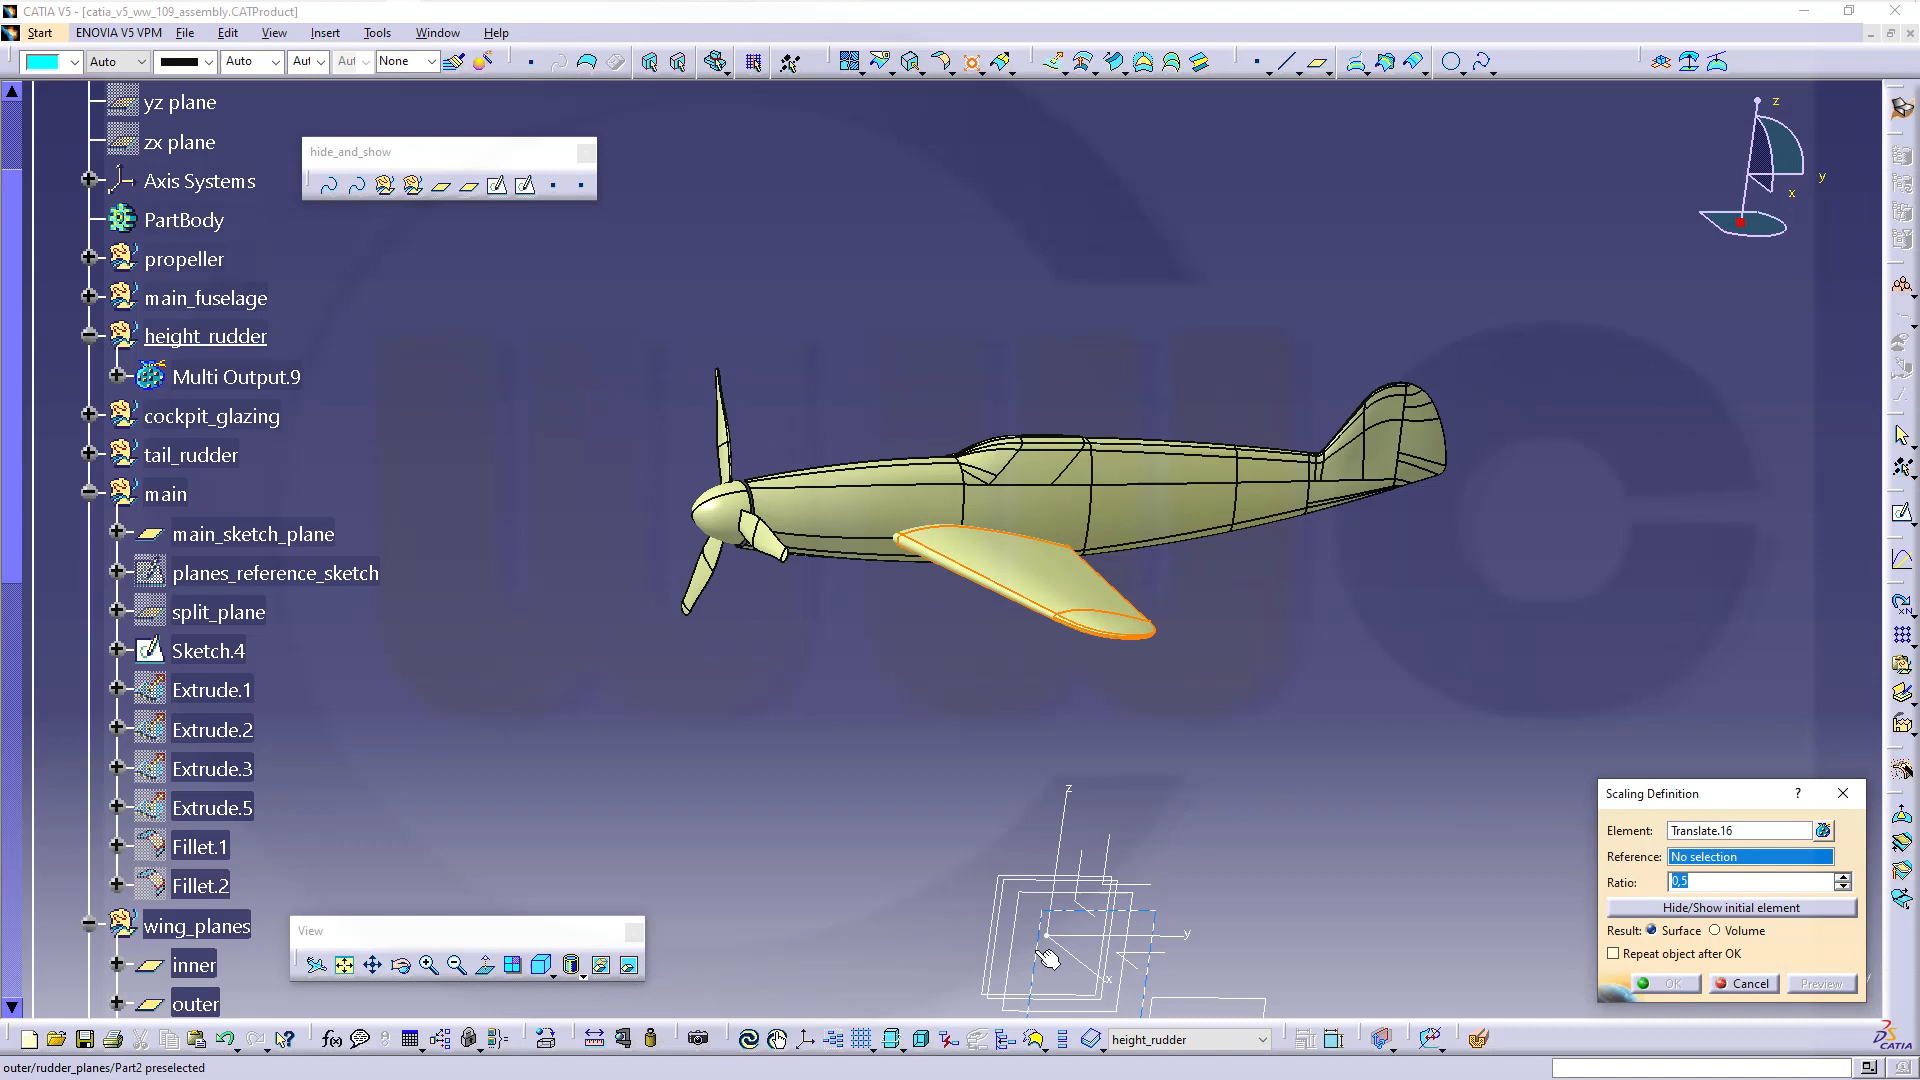 CATIA V5 - [catia_v5_ww_109_assembly.CATProduct]
Start ENOVIA V5 VPM File Edit View Insert Tools Window Help
Auto Auto Aut Aut None
yz plane
zx plane
Axis Systems
PartBody
propeller
main_fuselage
height_rudder
Multi Output.9
cockpit_glazing
tail_rudder
main
main_sketch_plane
planes_reference_sketch
split_plane
Sketch.4
Extrude.1
Extrude.2
Extrude.3
Extrude.5
Fillet.1
Fillet.2
wing_planes
inner
outer
hide_and_show
z
y
x
View
z
y
x
Scaling Definition ?
Element: Translate.16
Reference: No selection
Ratio: 0,5
Hide/Show initial element
Result: Surface Volume
Repeat object after OK
OK Cancel Preview
height_rudder
CATIA
outer/rudder_planes/Part2 preselected